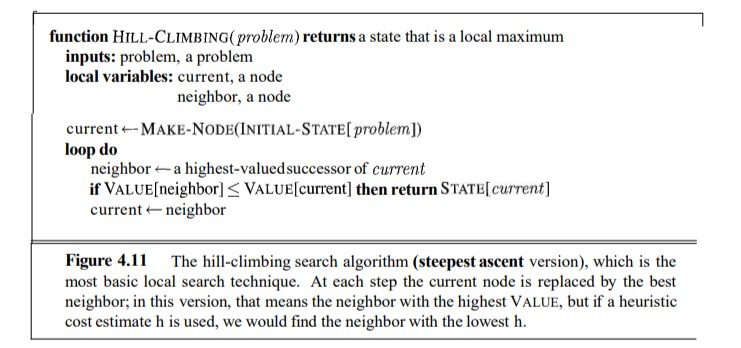 function HILL-CLIMBING(problem) returns a state that is a local maximum
inputs: problem, a problem
local variables: current, a node
neighbor, a node
current ← MAKE-NODE(INITIAL-STATE[problem])
loop do
neighbor ← a highest-valued successor of current
if VALUE[neighbor] ≤ VALUE[current] then return STATE[current]
current ← neighbor
Figure 4.11 The hill-climbing search algorithm (steepest ascent version), which is the
most basic local search technique. At each step the current node is replaced by the best
neighbor; in this version, that means the neighbor with the highest VALUE, but if a heuristic
cost estimate h is used, we would find the neighbor with the lowest h.